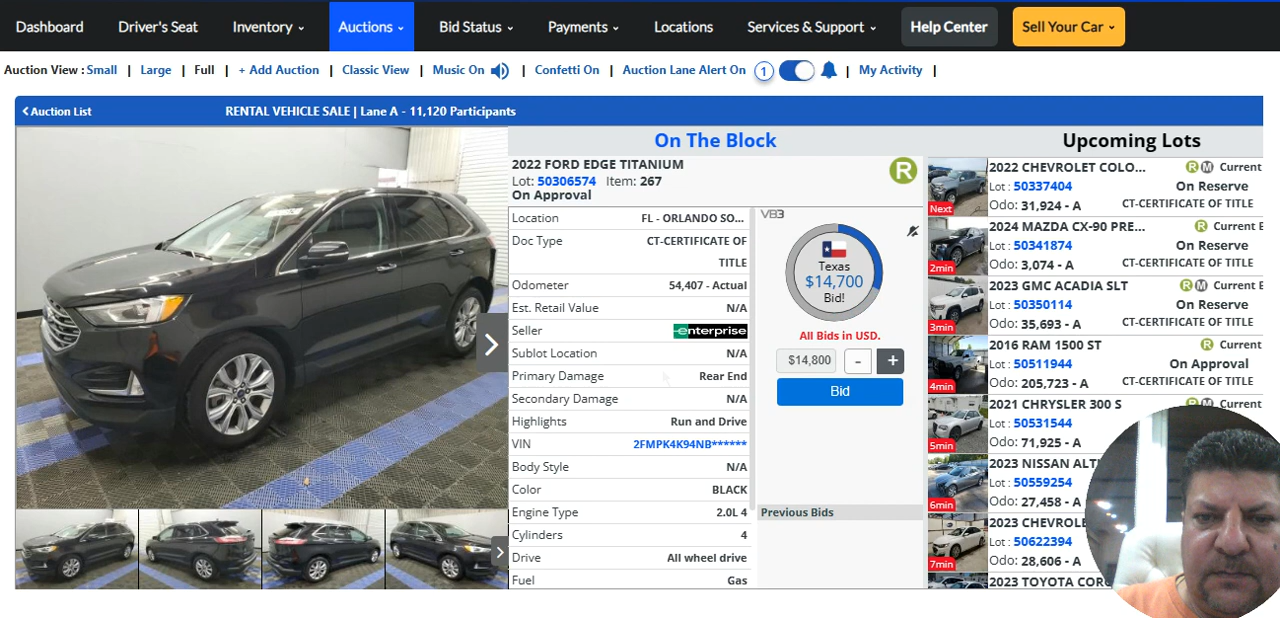 Dashboard Driver's Seat Inventory Auctions Bid Status Payments Locations Services & Support Help Center Sell Your Car
Auction View : Small | Large | Full | + Add Auction | Classic View | Music On | Confetti On | Auction Lane Alert On 1 | My Activity |
Auction List RENTAL VEHICLE SALE | Lane A - 11,120 Participants
On The Block
2022 FORD EDGE TITANIUM
Lot: 50306574 Item: 267
On Approval
R
Location FL - ORLANDO SO...
Doc Type CT-CERTIFICATE OF
TITLE
Odometer 54,407 - Actual
Est. Retail Value N/A
Seller enterprise
Sublot Location N/A
Primary Damage Rear End
Secondary Damage N/A
Highlights Run and Drive
VIN 2FMPK4K94NB******
Body Style N/A
Color BLACK
Engine Type 2.0L 4
Cylinders 4
Drive All wheel drive
Fuel Gas
VB3
Texas
$14,700
Bid!
All Bids in USD.
$14,800 - +
Bid
Previous Bids
Upcoming Lots
2022 CHEVROLET COLO... R M Current
Lot : 50337404 On Reserve
Next Odo: 31,924 - A CT-CERTIFICATE OF TITLE
2024 MAZDA CX-90 PRE... R Current
Lot : 50341874 On Reserve
2min Odo: 3,074 - A CT-CERTIFICATE OF TITLE
2023 GMC ACADIA SLT R M Current
Lot : 50350114 On Reserve
3min Odo: 35,693 - A CT-CERTIFICATE OF TITLE
2016 RAM 1500 ST R Current
Lot : 50511944 On Approval
4min Odo: 205,723 - A CT-CERTIFICATE OF TITLE
2021 CHRYSLER 300 S Current
Lot : 50531544
5min Odo: 71,925 - A
2023 NISSAN ALT
Lot : 50559254
6min Odo: 27,458 - A
2023 CHEVROLE
Lot : 50622394
7min Odo: 28,606 - A
2023 TOYOTA CORO